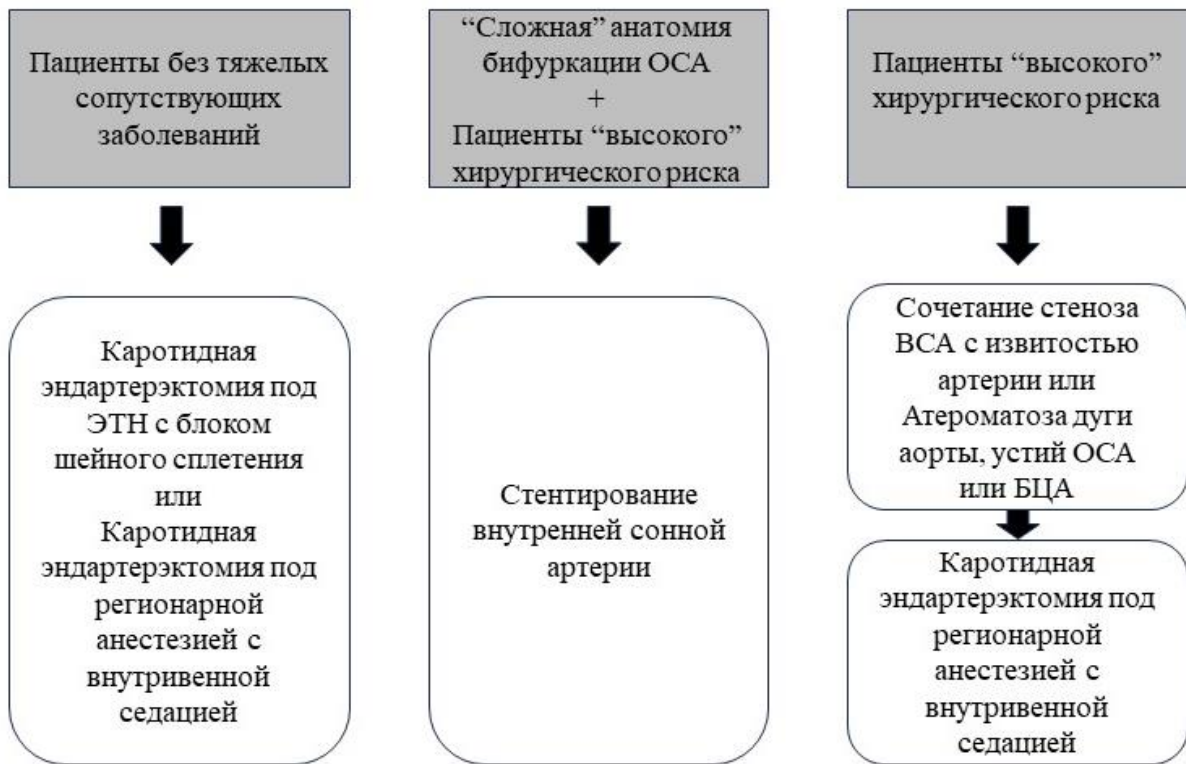 Пациенты без тяжелых
сопутствующих
заболеваний
“Сложная” анатомия
бифуркации ОСА
+
Пациенты “высокого”
хирургического риска
Пациенты “высокого”
хирургического риска
Каротидная
эндартерэктомия под
ЭТН с блоком
шейного сплетения
или
Каротидная
эндартерэктомия под
регионарной
анестезией с
внутривенной
седацией
Стентирование
внутренней сонной
артерии
Сочетание стеноза
ВСА с извитостью
артерии или
Атероматоза дуги
аорты, устий ОСА
или БЦА
Каротидная
эндартерэктомия под
регионарной
анестезией с
внутривенной
седацией